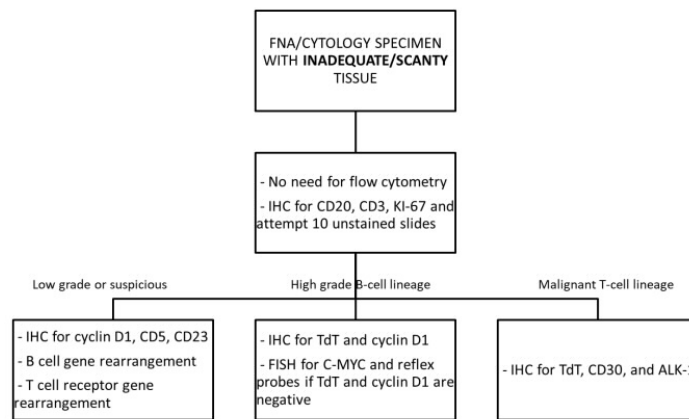 FNA/CYTOLOGY SPECIMEN
WITH INADEQUATE/SCANTY
TISSUE
- No need for flow cytometry
- IHC for CD20, CD3, KI-67 and
attempt 10 unstained slides
Low grade or suspicious
High grade B-cell lineage
Malignant T-cell lineage
- IHC for cyclin D1, CD5, CD23
- B cell gene rearrangement
- T cell receptor gene
rearrangement
- IHC for TdT and cyclin D1
- FISH for C-MYC and reflex
probes if TdT and cyclin D1 are
negative
- IHC for TdT, CD30, and ALK-1